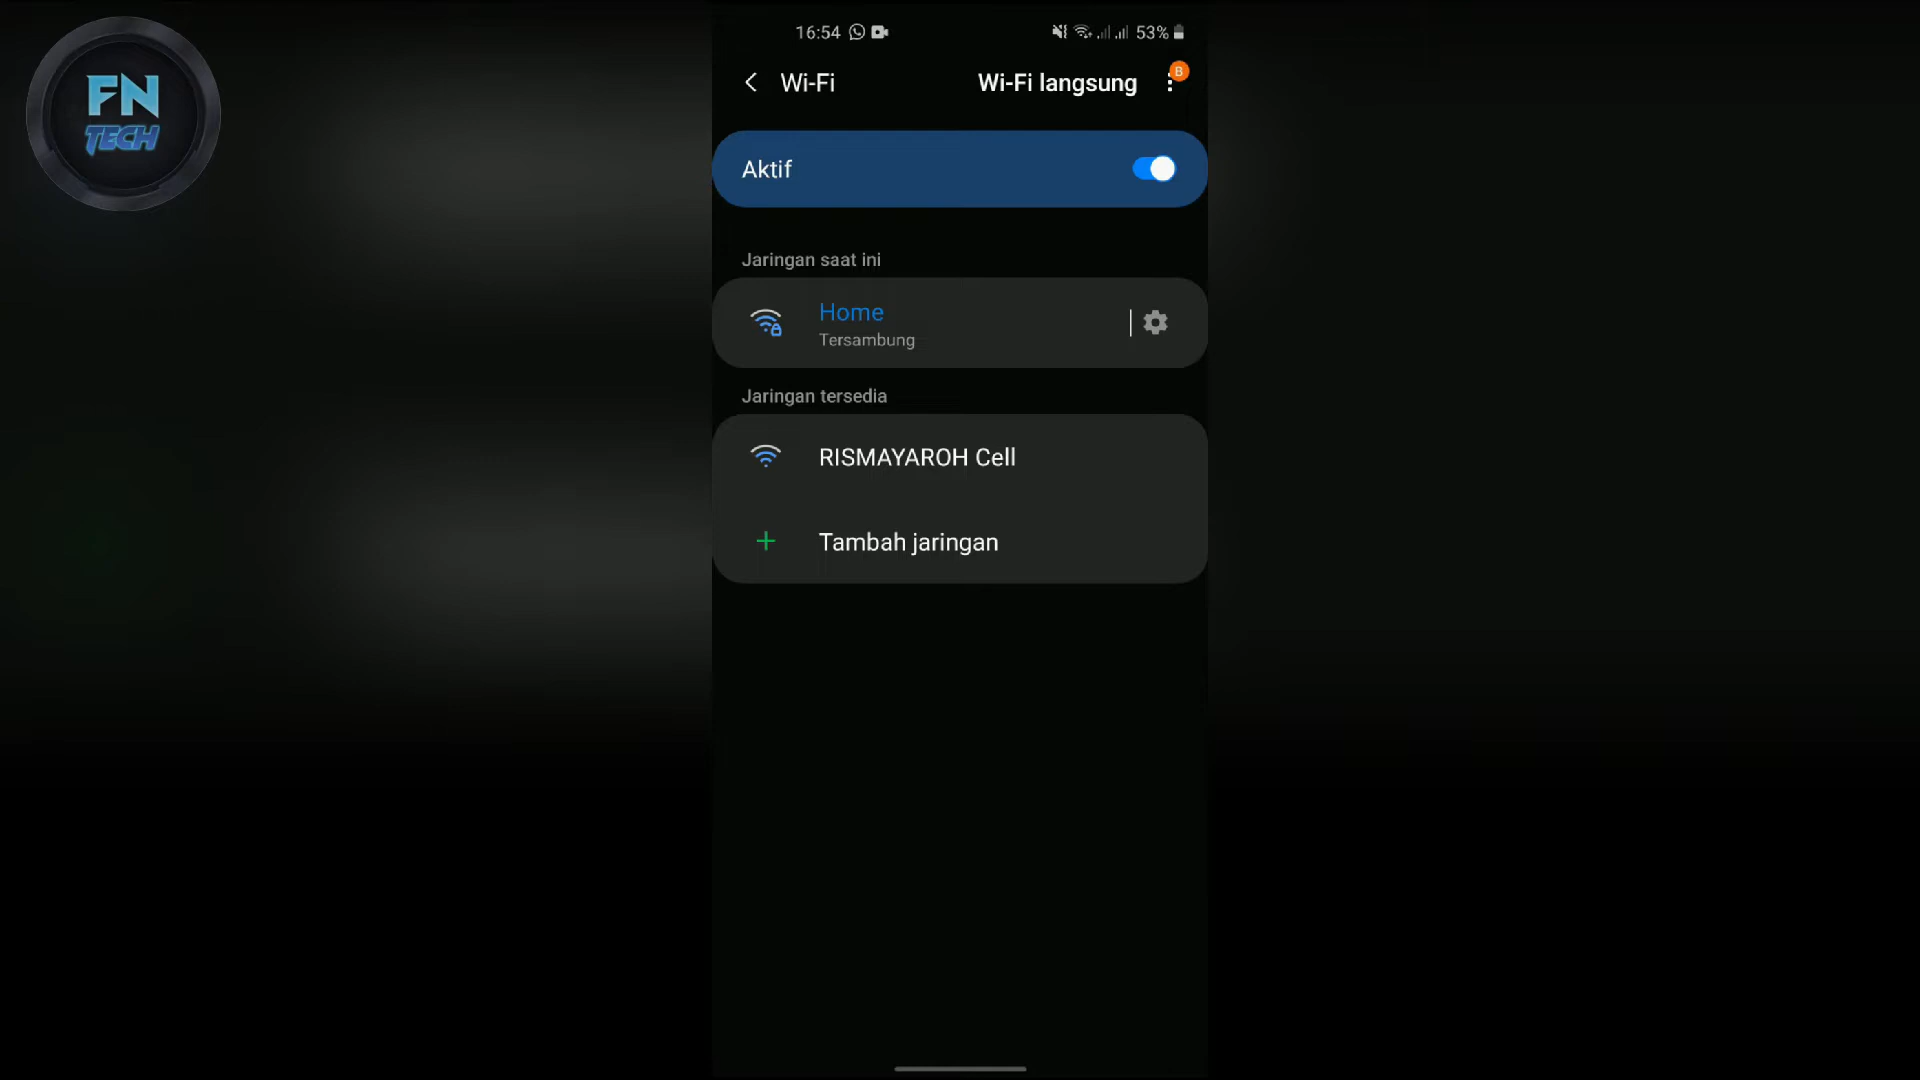 FN
TECH
16:54
53%
Wi-Fi
Wi-Fi langsung
B
Aktif
Jaringan saat ini
Home
Tersambung
Jaringan tersedia
RISMAYAROH Cell
Tambah jaringan